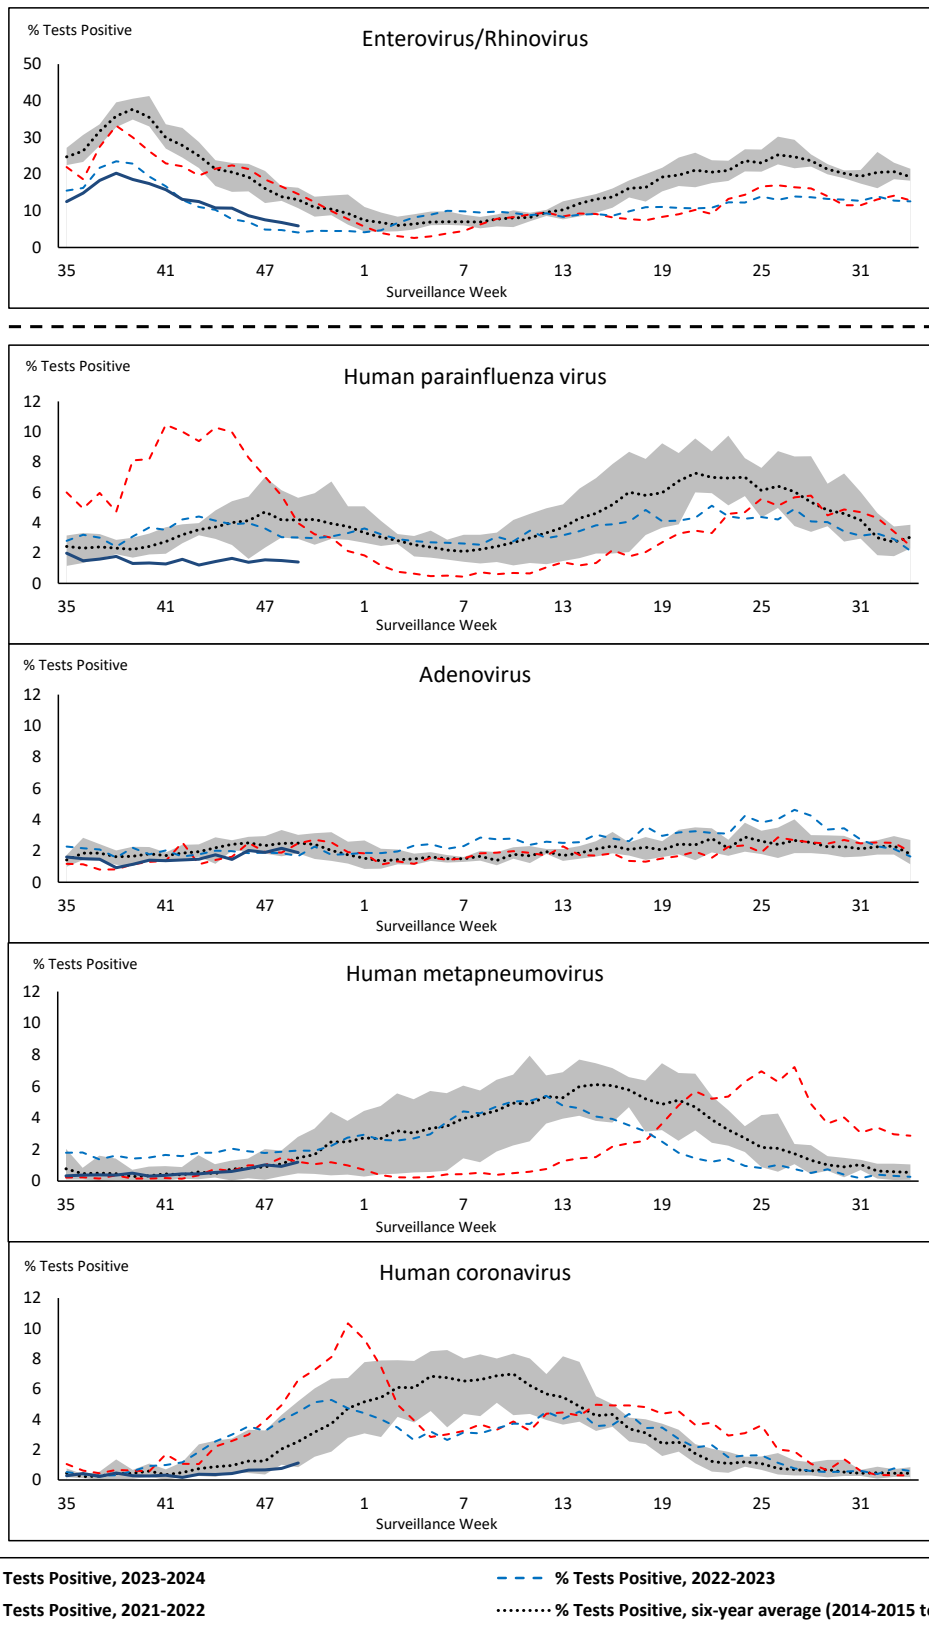 % Tests Positive
Enterovirus/Rhinovirus
50
40
30
20
10
0
35 41 47 1 7 13 19 25 31
Surveillance Week
% Tests Positive
Human parainfluenza virus
12
10
8
6
4
2
0
35 41 47 1 7 13 19 25 31
Surveillance Week
% Tests Positive
Adenovirus
12
10
8
6
4
2
0
35 41 47 1 7 13 19 25 31
Surveillance Week
% Tests Positive
Human metapneumovirus
12
10
8
6
4
2
0
35 41 47 1 7 13 19 25 31
Surveillance Week
% Tests Positive
Human coronavirus
12
10
8
6
4
2
0
35 41 47 1 7 13 19 25 31
Surveillance Week
Tests Positive, 2023-2024 % Tests Positive, 2022-2023
Tests Positive, 2021-2022 % Tests Positive, six-year average (2014-2015 to